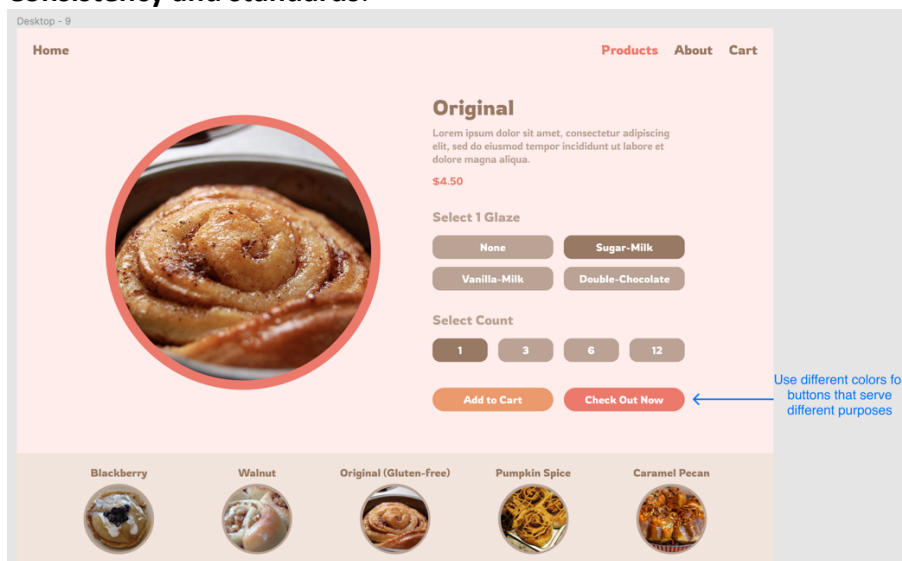 Consistency and standards:
Desktop - 9
Home Products About Cart
Original
Lorem ipsum dolor sit amet, consectetur adipiscing
elit, sed do eiusmod tempor incididunt ut labore et
dolore magna aliqua.
$4.50
Select 1 Glaze
None Sugar-Milk
Vanilla-Milk Double-Chocolate
Select Count
1 3 6 12
Add to Cart Check Out Now
Use different colors fo
buttons that serve
different purposes
Blackberry Walnut Original (Gluten-free) Pumpkin Spice Caramel Pecan